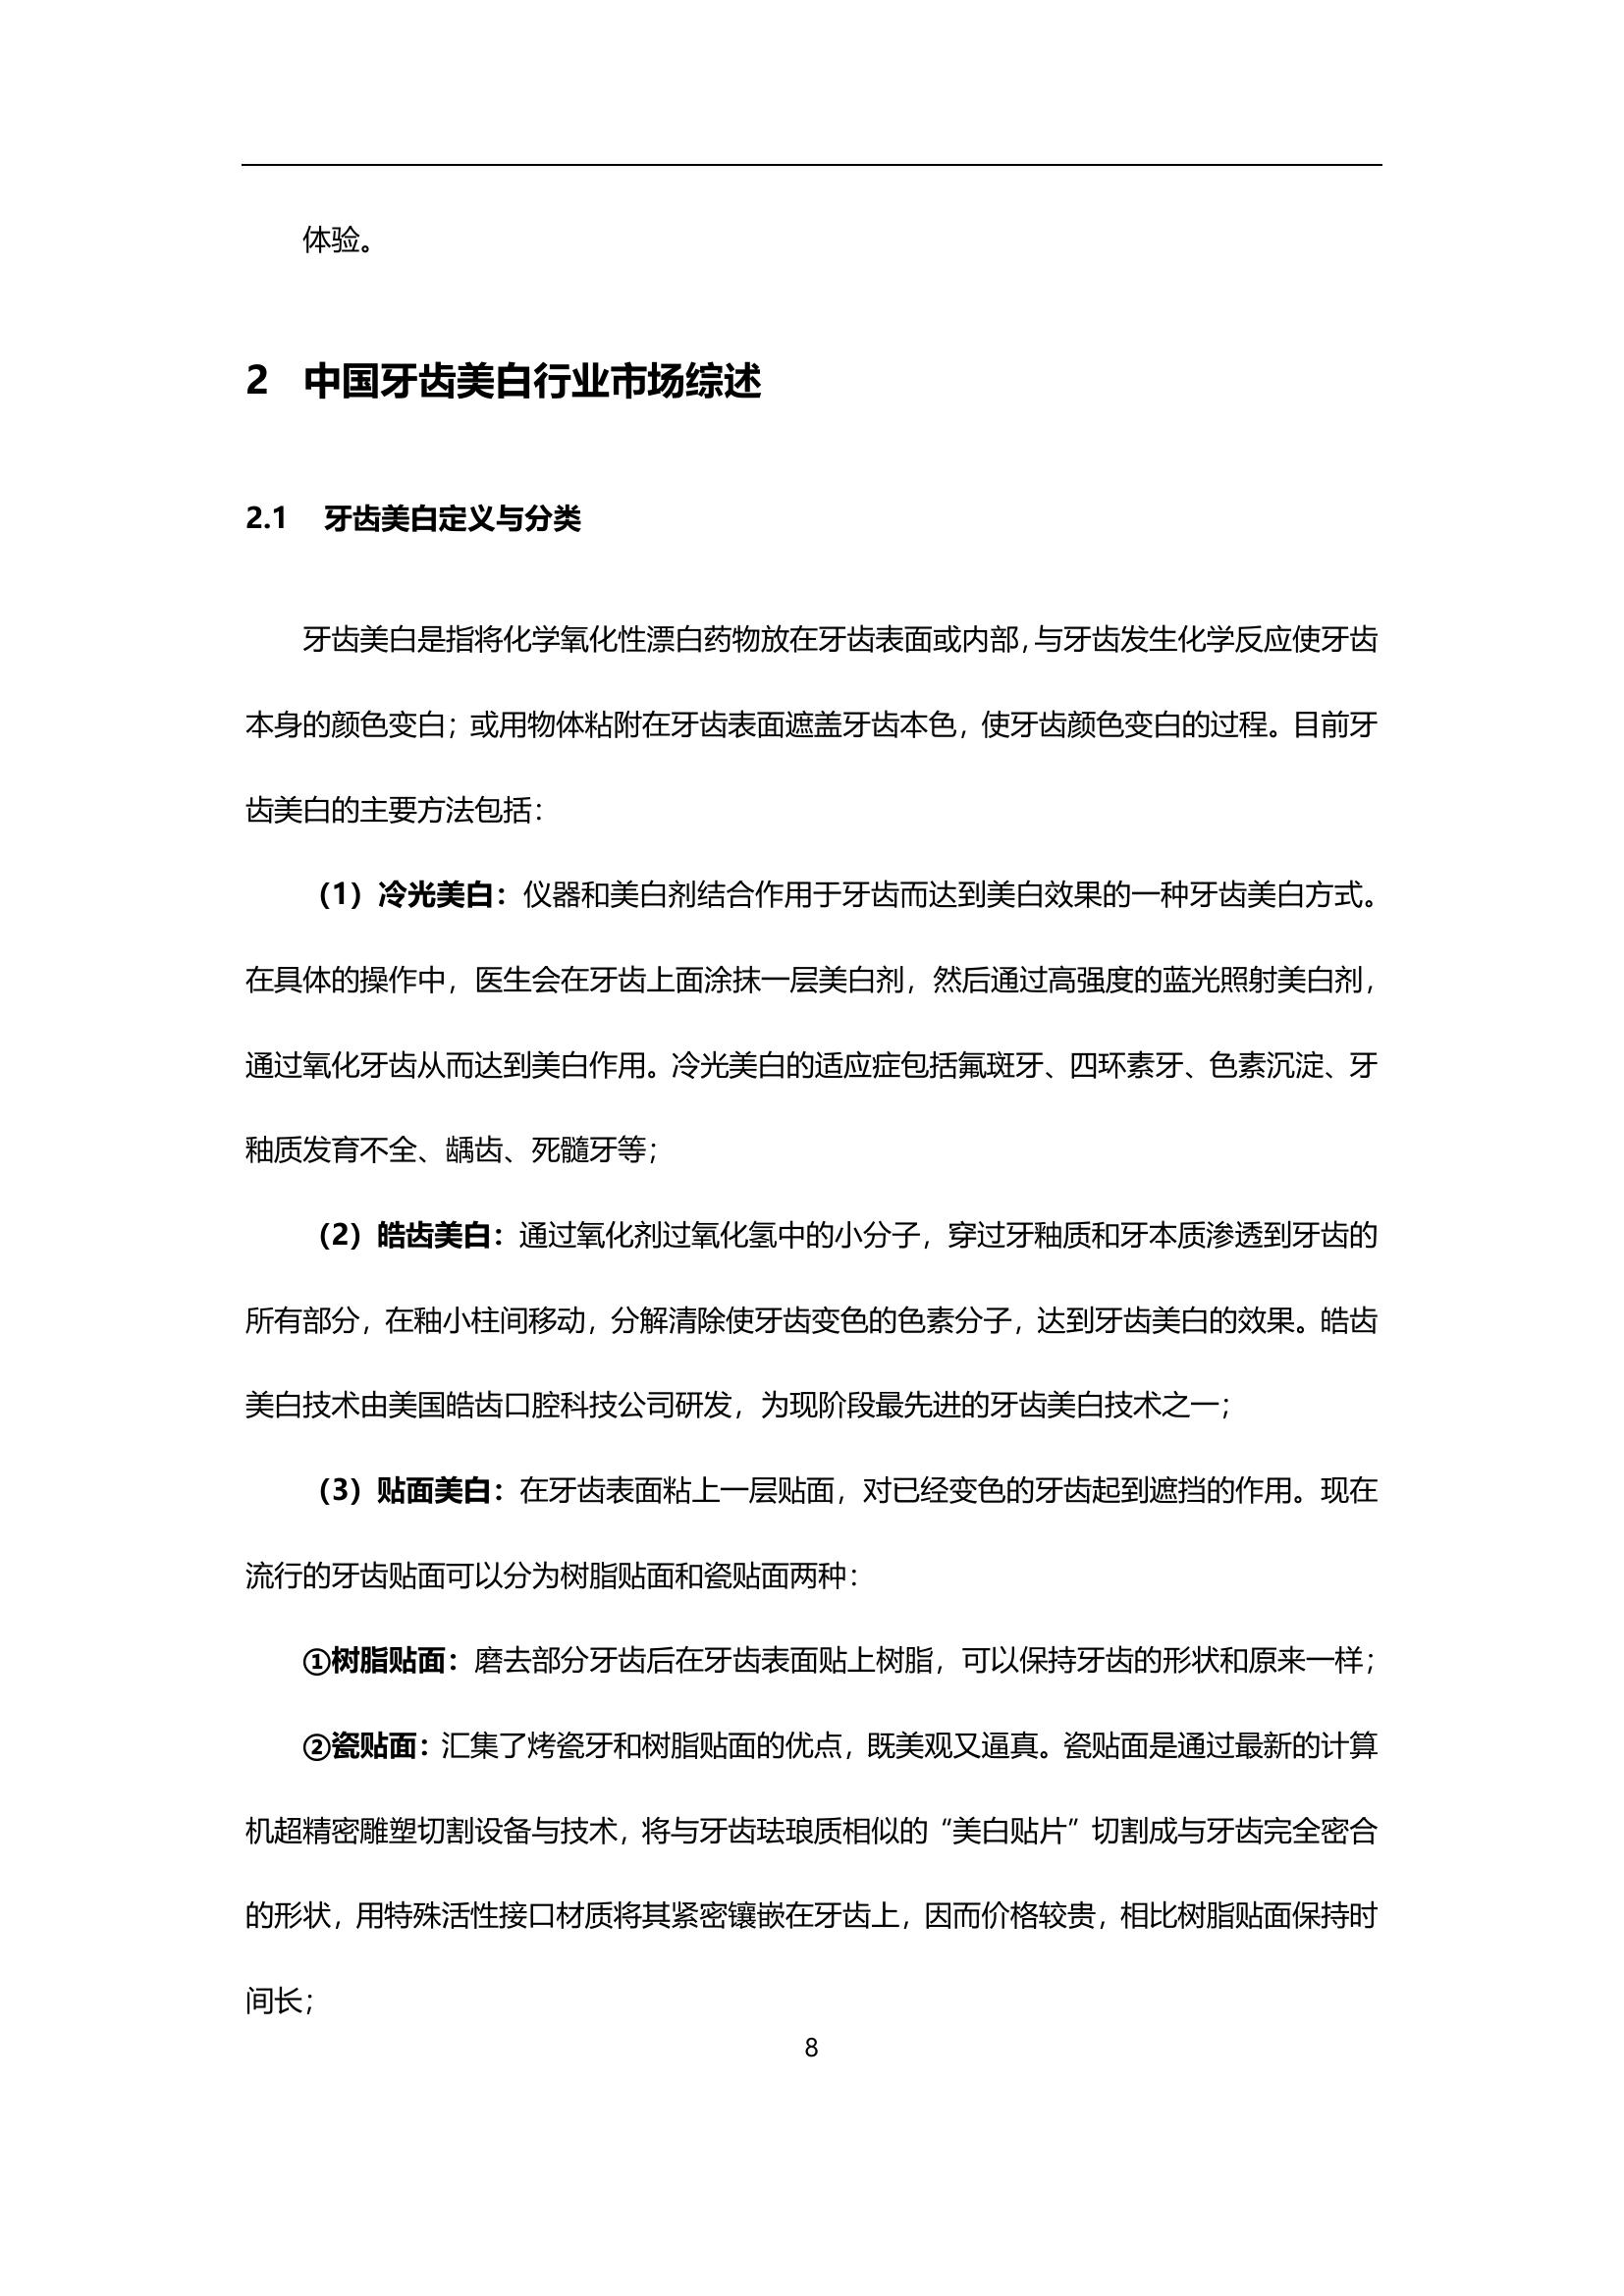 体验。
2 中国牙齿美白行业市场综述
2.1 牙齿美白定义与分类
牙齿美白是指将化学氧化性漂白药物放在牙齿表面或内部，与牙齿发生化学反应使牙齿
本身的颜色变白；或用物体粘附在牙齿表面遮盖牙齿本色，使牙齿颜色变白的过程。目前牙
齿美白的主要方法包括：
（1）冷光美白：仪器和美白剂结合作用于牙齿而达到美白效果的一种牙齿美白方式。
在具体的操作中，医生会在牙齿上面涂抹一层美白剂，然后通过高强度的蓝光照射美白剂，
通过氧化牙齿从而达到美白作用。冷光美白的适应症包括氟斑牙、四环素牙、色素沉淀、牙
釉质发育不全、龋齿、死髓牙等；
（2）皓齿美白：通过氧化剂过氧化氢中的小分子，穿过牙釉质和牙本质渗透到牙齿的
所有部分，在釉小柱间移动，分解清除使牙齿变色的色素分子，达到牙齿美白的效果。皓齿
美白技术由美国皓齿口腔科技公司研发，为现阶段最先进的牙齿美白技术之一；
（3）贴面美白：在牙齿表面粘上一层贴面，对已经变色的牙齿起到遮挡的作用。现在
流行的牙齿贴面可以分为树脂贴面和瓷贴面两种：
①树脂贴面：磨去部分牙齿后在牙齿表面贴上树脂，可以保持牙齿的形状和原来一样；
②瓷贴面：汇集了烤瓷牙和树脂贴面的优点，既美观又逼真。瓷贴面是通过最新的计算
机超精密雕塑切割设备与技术，将与牙齿珐琅质相似的“美白贴片”切割成与牙齿完全密合
的形状，用特殊活性接口材质将其紧密镶嵌在牙齿上，因而价格较贵，相比树脂贴面保持时
间长；
8